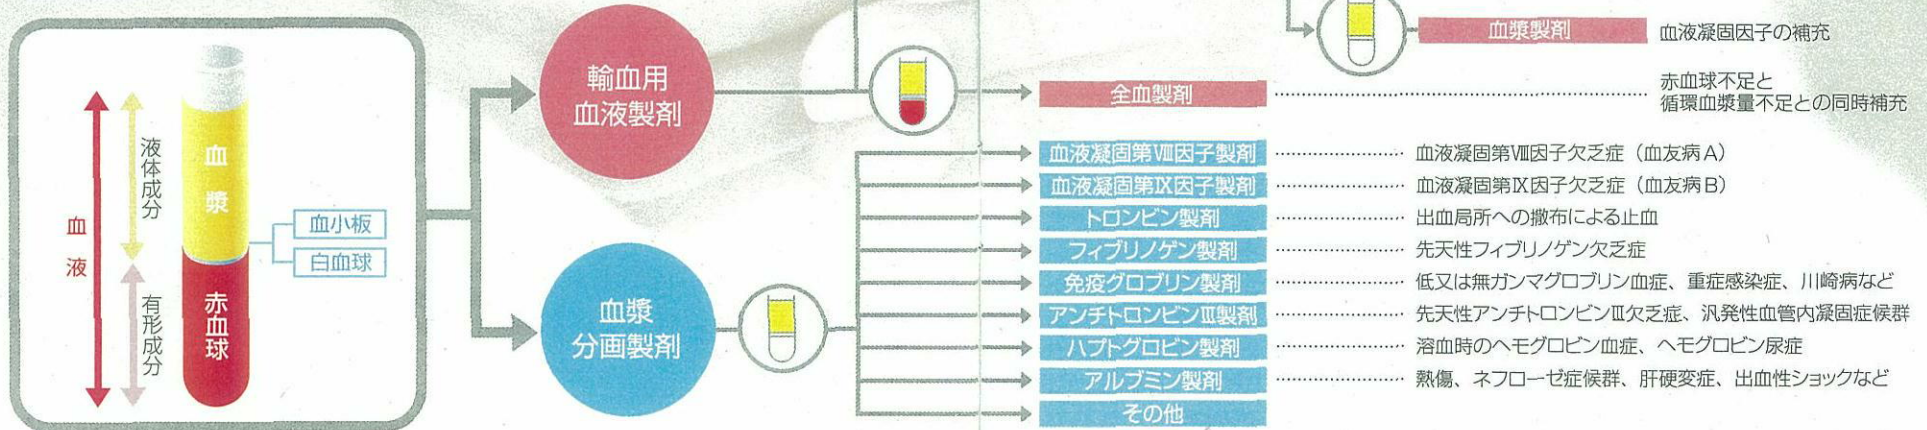 血液
液体成分
有形成分
血漿
赤血球
血小板
白血球
輸血用
血液製剤
血漿
分画製剤
血漿製剤
血液凝固因子の補充
全血製剤
赤血球不足と
循環血漿量不足との同時補充
血液凝固第Ⅷ因子製剤
血液凝固第Ⅷ因子欠乏症（血友病A）
血液凝固第Ⅸ因子製剤
血液凝固第Ⅸ因子欠乏症（血友病B）
トロンビン製剤
出血局所への撒布による止血
フィブリノゲン製剤
先天性フィブリノゲン欠乏症
免疫グロブリン製剤
低又は無ガンマグロブリン血症、重症感染症、川崎病など
アンチトロンビンⅢ製剤
先天性アンチトロンビンⅢ欠乏症、汎発性血管内凝固症候群
ハプトグロビン製剤
溶血時のヘモグロビン血症、ヘモグロビン尿症
アルブミン製剤
熱傷、ネフローゼ症候群、肝硬変症、出血性ショックなど
その他